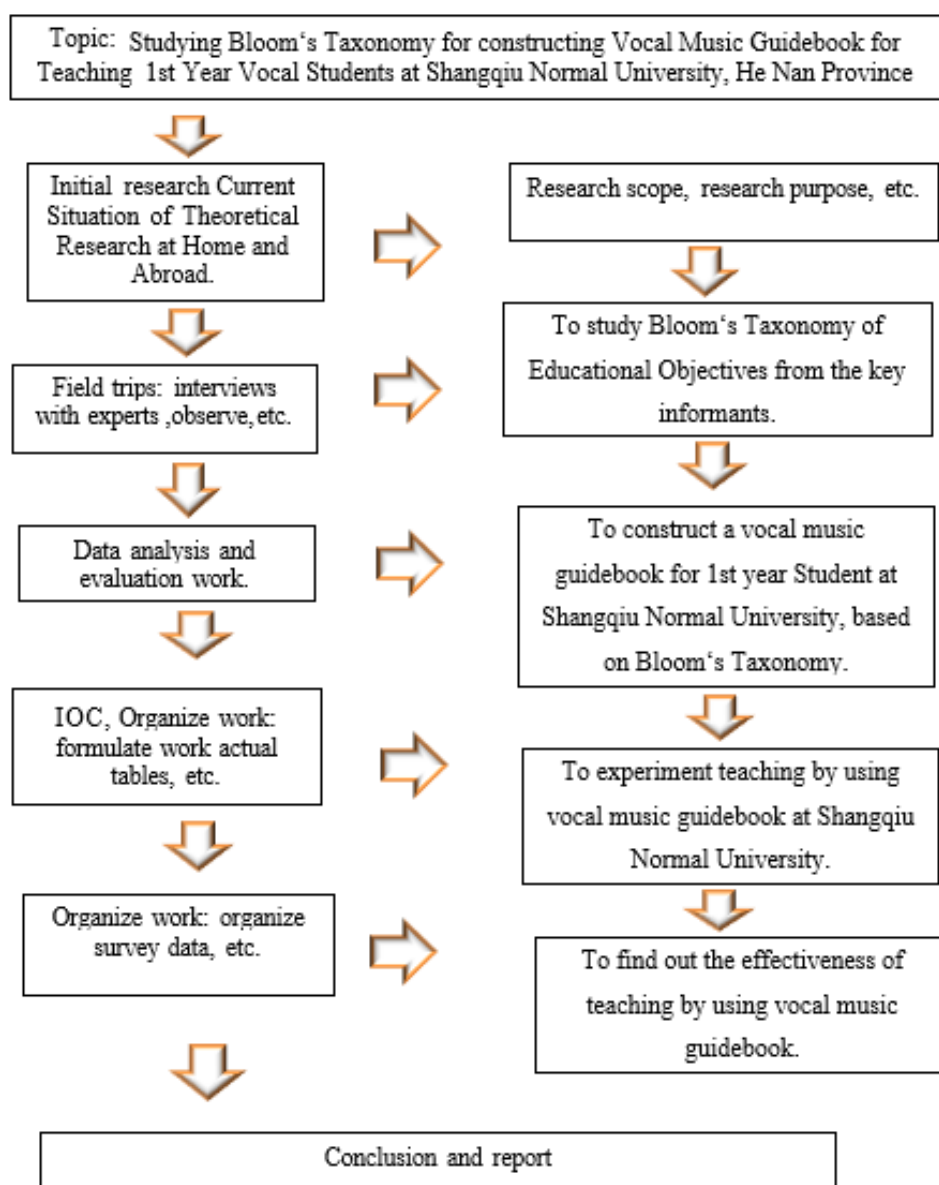 Topic: Studying Bloom‘s Taxonomy for constructing Vocal Music Guidebook for
Teaching 1st Year Vocal Students at Shangqiu Normal University, He Nan Province
Initial research Current
Situation of Theoretical
Research at Home and
Abroad.
Research scope, research purpose, etc.
Field trips: interviews
with experts ,observe, etc.
To study Bloom‘s Taxonomy of
Educational Objectives from the key
informants.
Data analysis and
evaluation work.
To construct a vocal music
guidebook for 1st year Student at
Shangqiu Normal University, based
on Bloom‘s Taxonomy.
IOC, Organize work:
formulate work actual
tables, etc.
To experiment teaching by using
vocal music guidebook at Shangqiu
Normal University.
Organize work: organize
survey data, etc.
To find out the effectiveness of
teaching by using vocal music
guidebook.
Conclusion and report